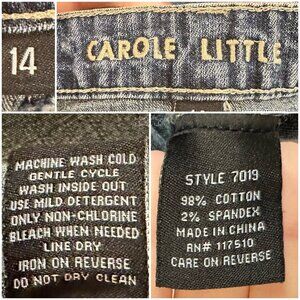 14
CAROLE LITTLE
MACHINE WASH COLD
GENTLE CYCLE
WASH INSIDE OUT
USE MILD DETERGENT
ONLY NON-CHLORINE
BLEACH WHEN NEEDED
LINE DRY
IRON ON REVERSE
DO NOT DRY CLEAN
STYLE 7019
98% COTTON
2% SPANDEX
MADE IN CHINA
RN# 117510
CARE ON REVERSE